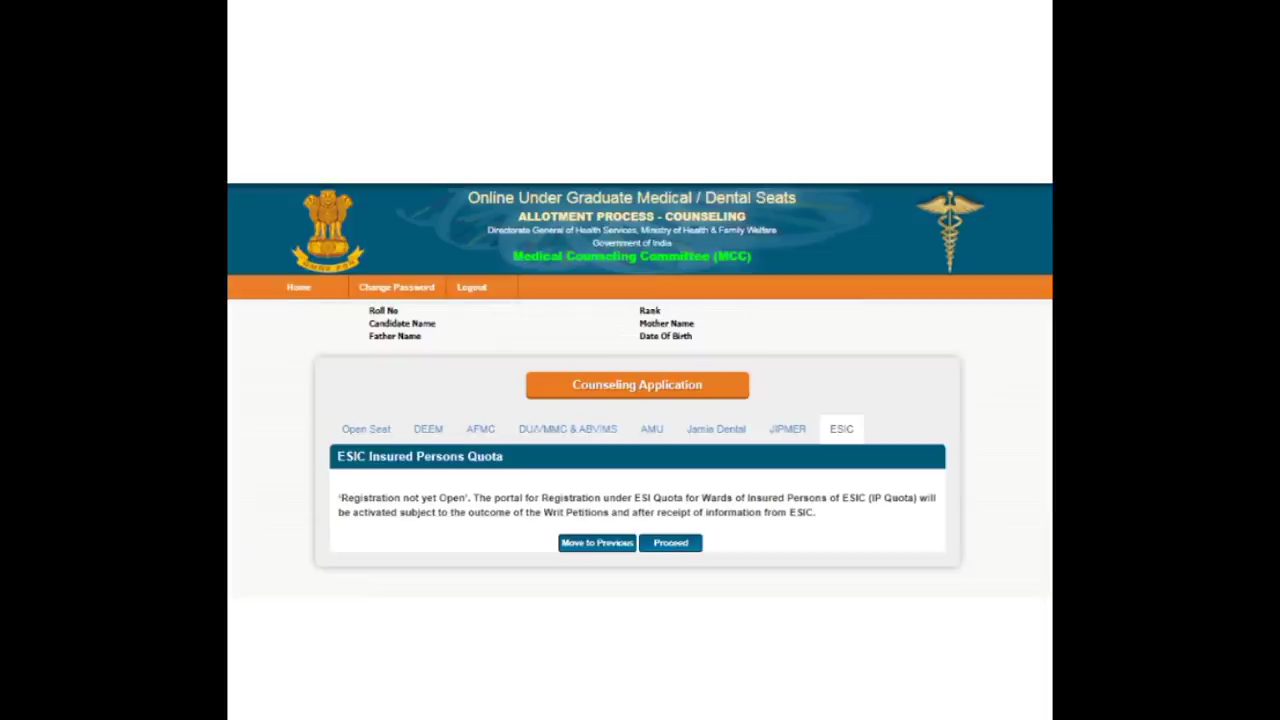 Online Under Graduate Medical / Dental Seats
ALLOTMENT PROCESS - COUNSELING
Directorate General of Health Services, Ministry of Health & Family Welfare
Government of India
Medical Counseling Committee (MCC)
Home Change Password Logout
Roll No Rank
Candidate Name Mother Name
Father Name Date Of Birth
Counseling Application
Open Seat DEEM AFMC DU/VMMC & ABVIMS AMU Jamia Dental JIPMER ESIC
ESIC Insured Persons Quota
'Registration not yet Open'. The portal for Registration under ESI Quota for Wards of Insured Persons of ESIC (IP Quota) will
be activated subject to the outcome of the Writ Petitions and after receipt of information from ESIC.
Move to Previous Proceed